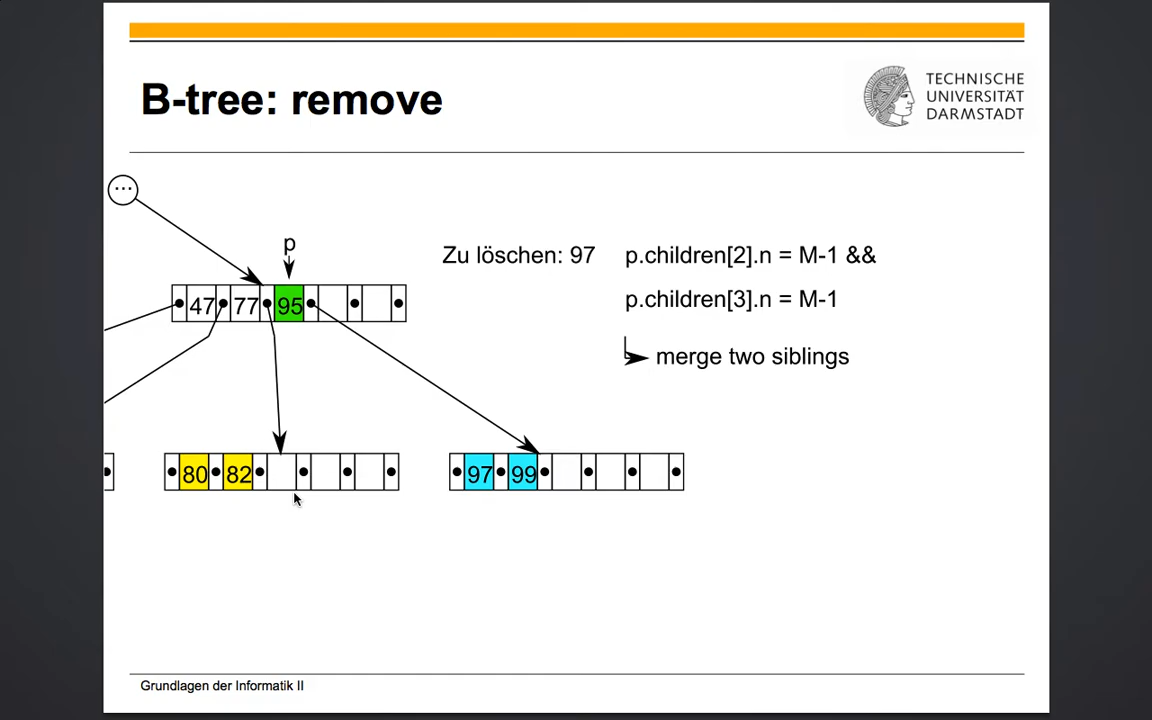 B-tree: remove
TECHNISCHE
UNIVERSITÄT
DARMSTADT
...
p
Zu löschen: 97 p.children[2].n = M-1 &&
p.children[3].n = M-1
47 77 95
merge two siblings
80 82 97 99
Grundlagen der Informatik II